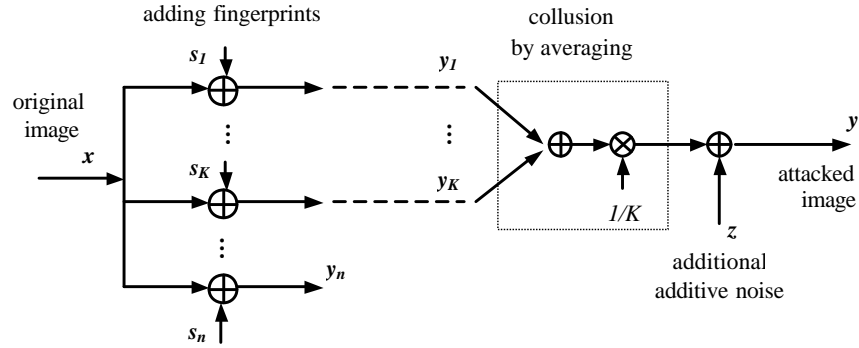 adding fingerprints
collusion
by averaging
s1
y1
original
image
x
...
...
y
sK
yK
1/K
attacked
image
z
...
yn
additional
additive noise
sn